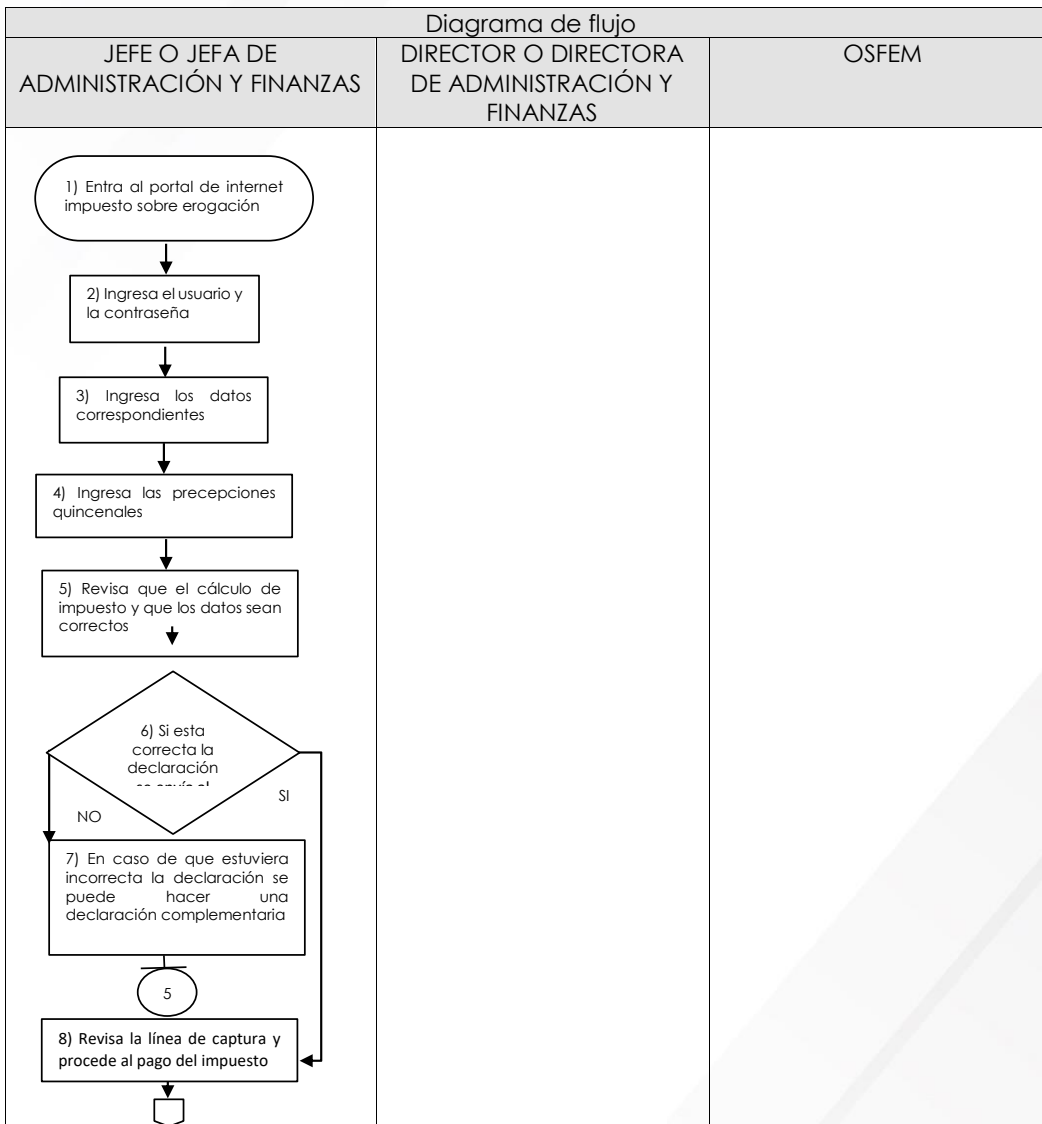 Diagrama de flujo
JEFE O JEFA DE
ADMINISTRACIÓN Y FINANZAS
DIRECTOR O DIRECTORA
DE ADMINISTRACIÓN Y
FINANZAS
OSFEM
1) Entra al portal de internet
impuesto sobre erogación
2) Ingresa el usuario y
la contraseña
3) Ingresa los datos
correspondientes
4) Ingresa las precepciones
quincenales
5) Revisa que el cálculo de
impuesto y que los datos sean
correctos
6) Si esta
correcta la
declaración
SI
NO
7) En caso de que estuviera
incorrecta la declaración se
puede hacer una
declaración complementaria
5
8) Revisa la línea de captura y
procede al pago del impuesto